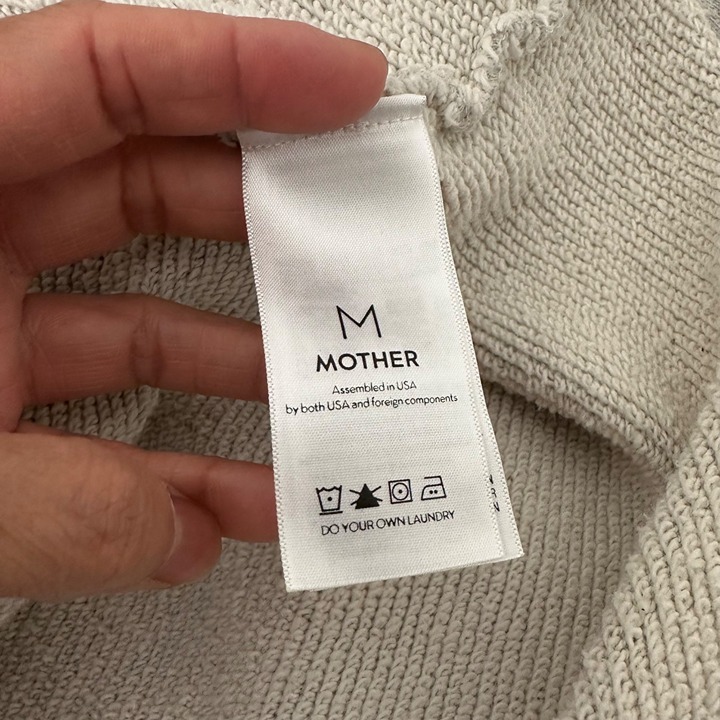 M
MOTHER
Assembled in USA
by both USA and foreign components
DO YOUR OWN LAUNDRY